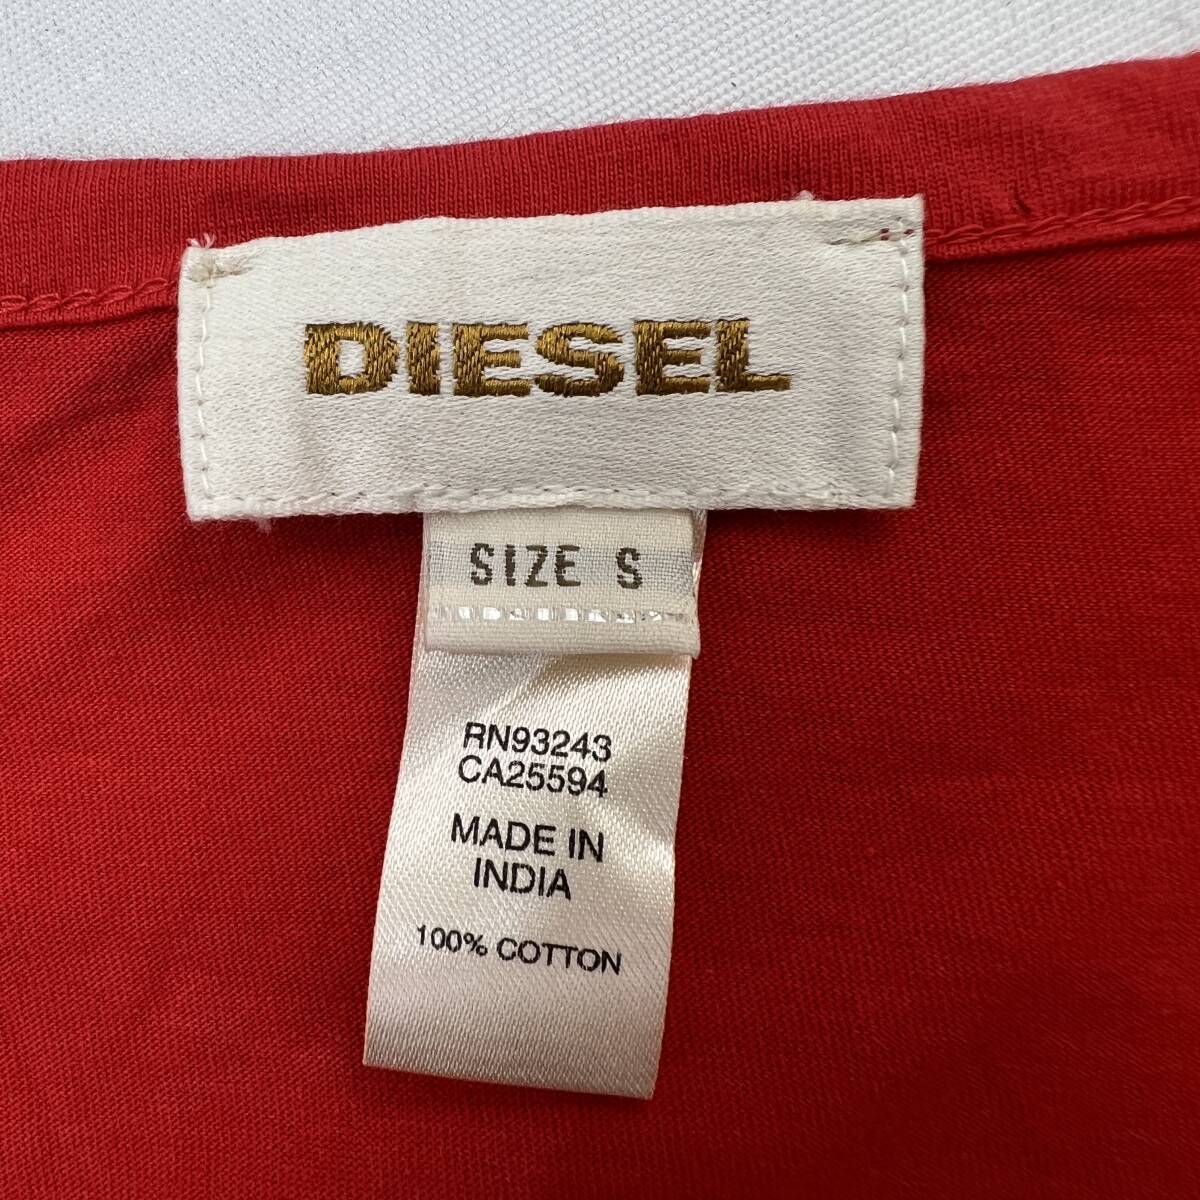 DIESEL
SIZE S
RN93243
CA25594
MADE IN
INDIA
100% COTTON